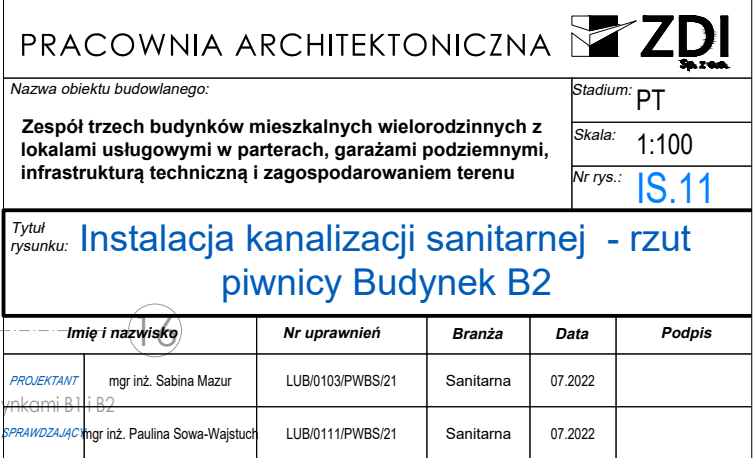 PRACOWNIA ARCHITEKTONICZNA ZDI
Sp. z o.o.
Nazwa obiektu budowlanego:
Zespół trzech budynków mieszkalnych wielorodzinnych z
lokalami usługowymi w parterach, garażami podziemnymi,
infrastrukturą techniczną i zagospodarowaniem terenu
Stadium: PT
Skala: 1:100
Nr rys.: IS.11
Tytuł
rysunku: Instalacja kanalizacji sanitarnej - rzut
piwnicy Budynek B2
16
Imię i nazwisko Nr uprawnień Branża Data Podpis
PROJEKTANT mgr inż. Sabina Mazur LUB/0103/PWBS/21 Sanitarna 07.2022
ynkami B1 i B2
SPRAWDZAJĄCY mgr inż. Paulina Sowa-Wajstuch LUB/0111/PWBS/21 Sanitarna 07.2022